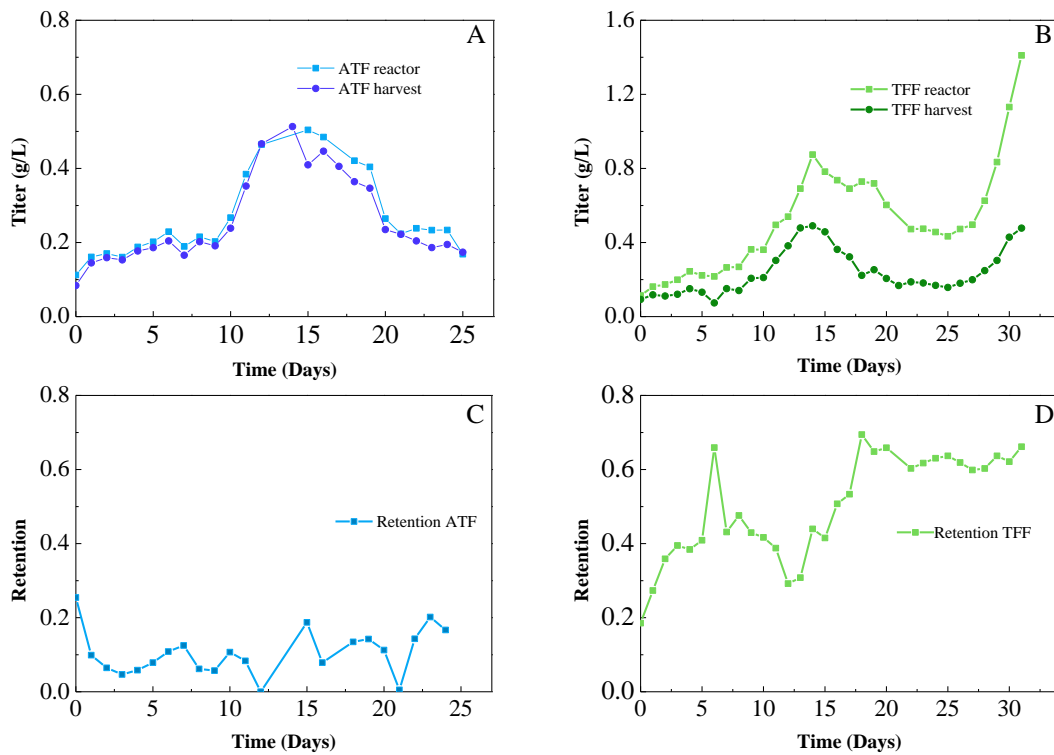 A
0.8
0.6
0.4
0.2
0.0
Titer (g/L)
ATF reactor
ATF harvest
0 5 10 15 20 25
Time (Days)
B
1.6
1.2
0.8
0.4
0.0
Titer (g/L)
TFF reactor
TFF harvest
0 5 10 15 20 25 30
Time (Days)
C
0.8
0.6
0.4
0.2
0.0
Retention
Retention ATF
0 5 10 15 20 25
Time (Days)
D
0.8
0.6
0.4
0.2
0.0
Retention
Retention TFF
0 5 10 15 20 25 30
Time (Days)